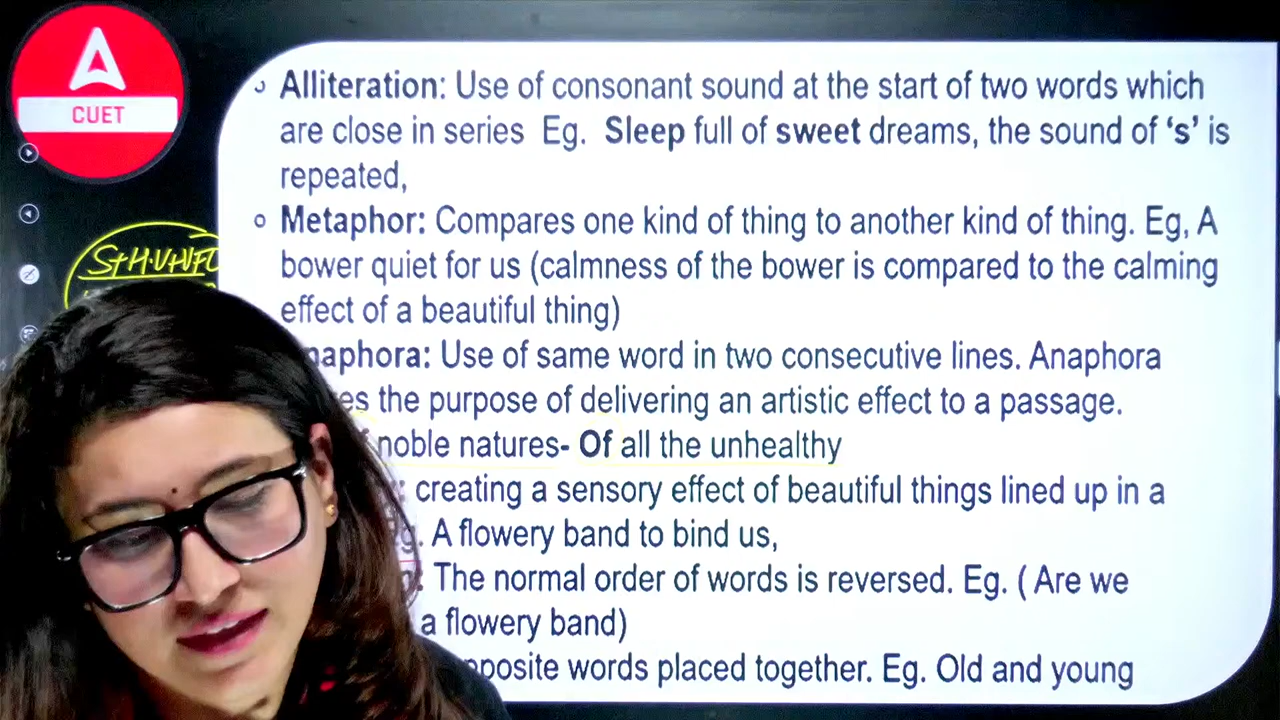 CUET
Alliteration: Use of consonant sound at the start of two words which
are close in series Eg. Sleep full of sweet dreams, the sound of ‘s’ is
repeated,
Metaphor: Compares one kind of thing to another kind of thing. Eg, A
bower quiet for us (calmness of the bower is compared to the calming
effect of a beautiful thing)
naphora: Use of same word in two consecutive lines. Anaphora
es the purpose of delivering an artistic effect to a passage.
noble natures- Of all the unhealthy
: creating a sensory effect of beautiful things lined up in a
g. A flowery band to bind us,
: The normal order of words is reversed. Eg. ( Are we
a flowery band)
pposite words placed together. Eg. Old and young